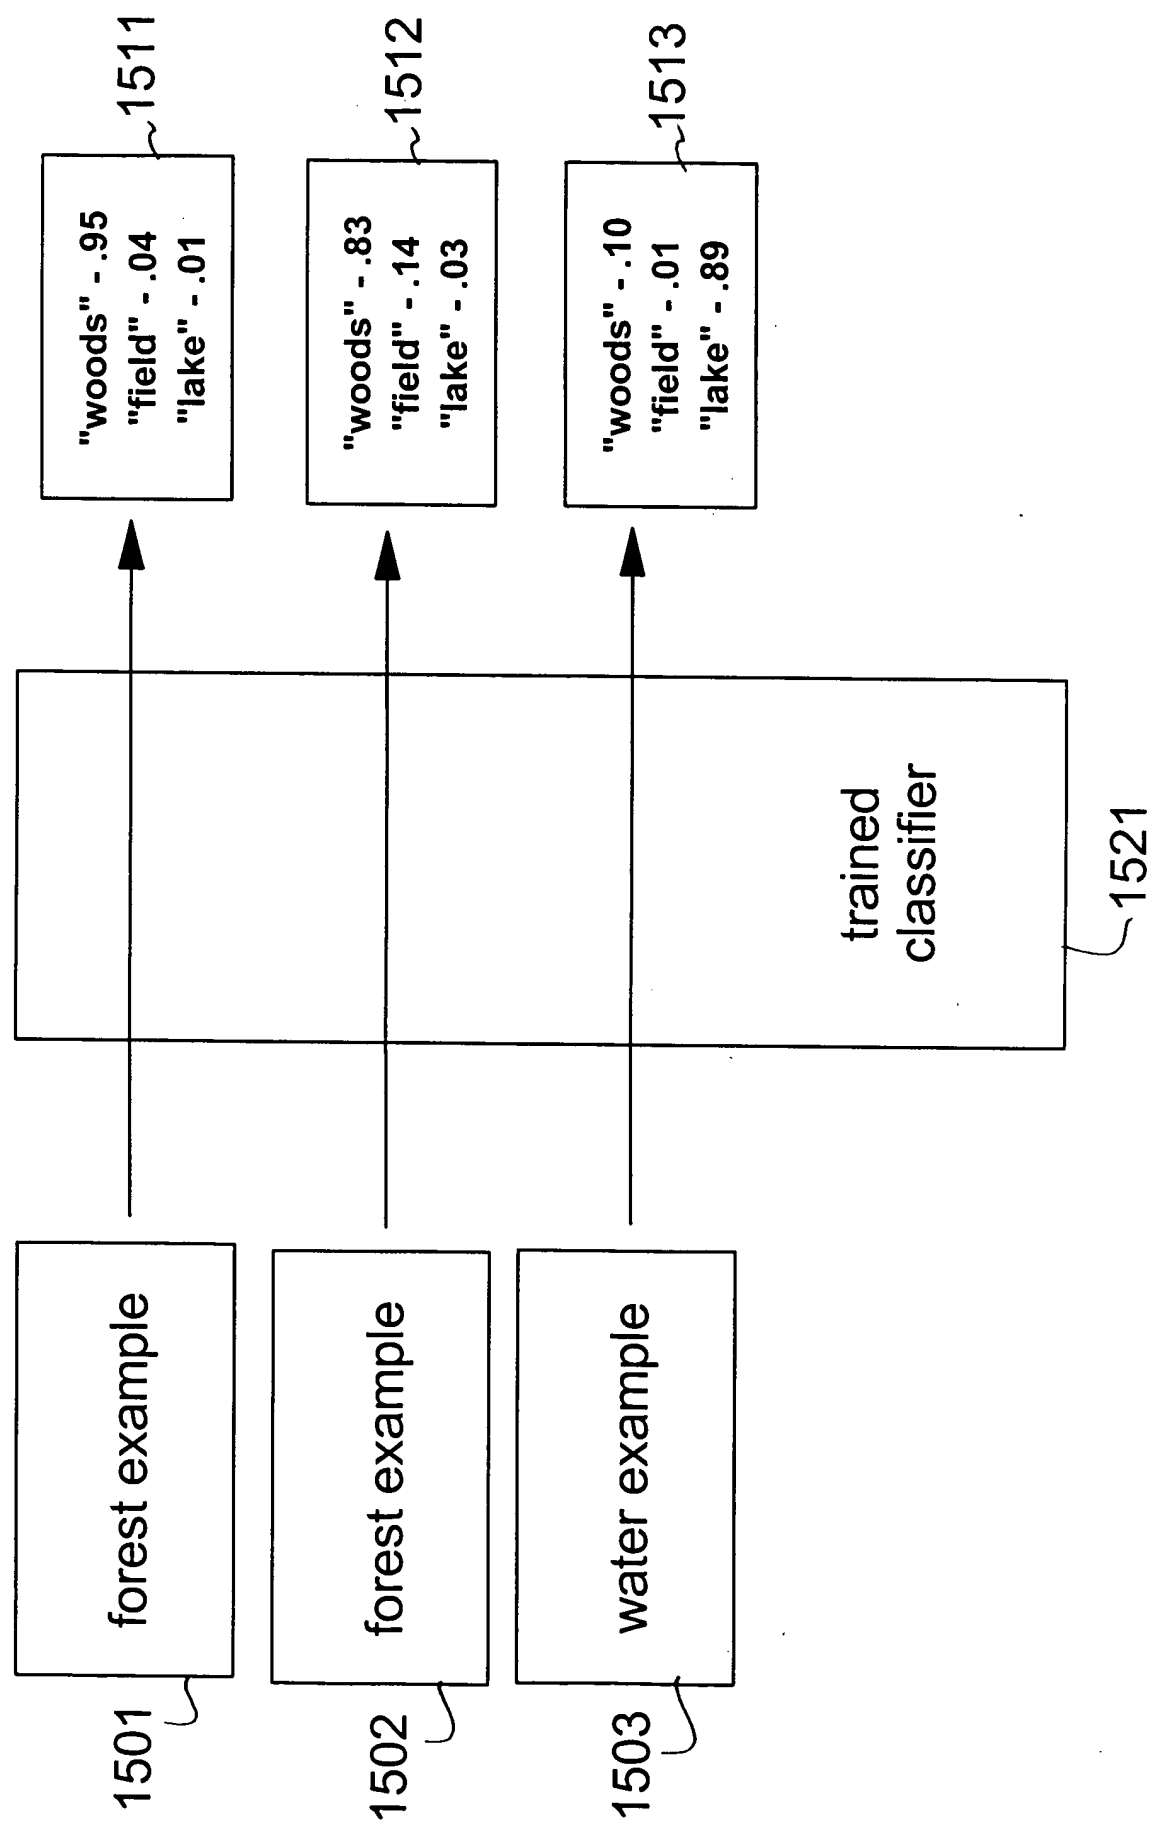 1501
forest example
1502
forest example
1503
water example
trained
classifier
1521
"woods" - .95
"field" - .04
"lake" - .01
1511
"woods" - .83
"field" - .14
"lake" - .03
1512
"woods" - .10
"field" - .01
"lake" - .89
1513